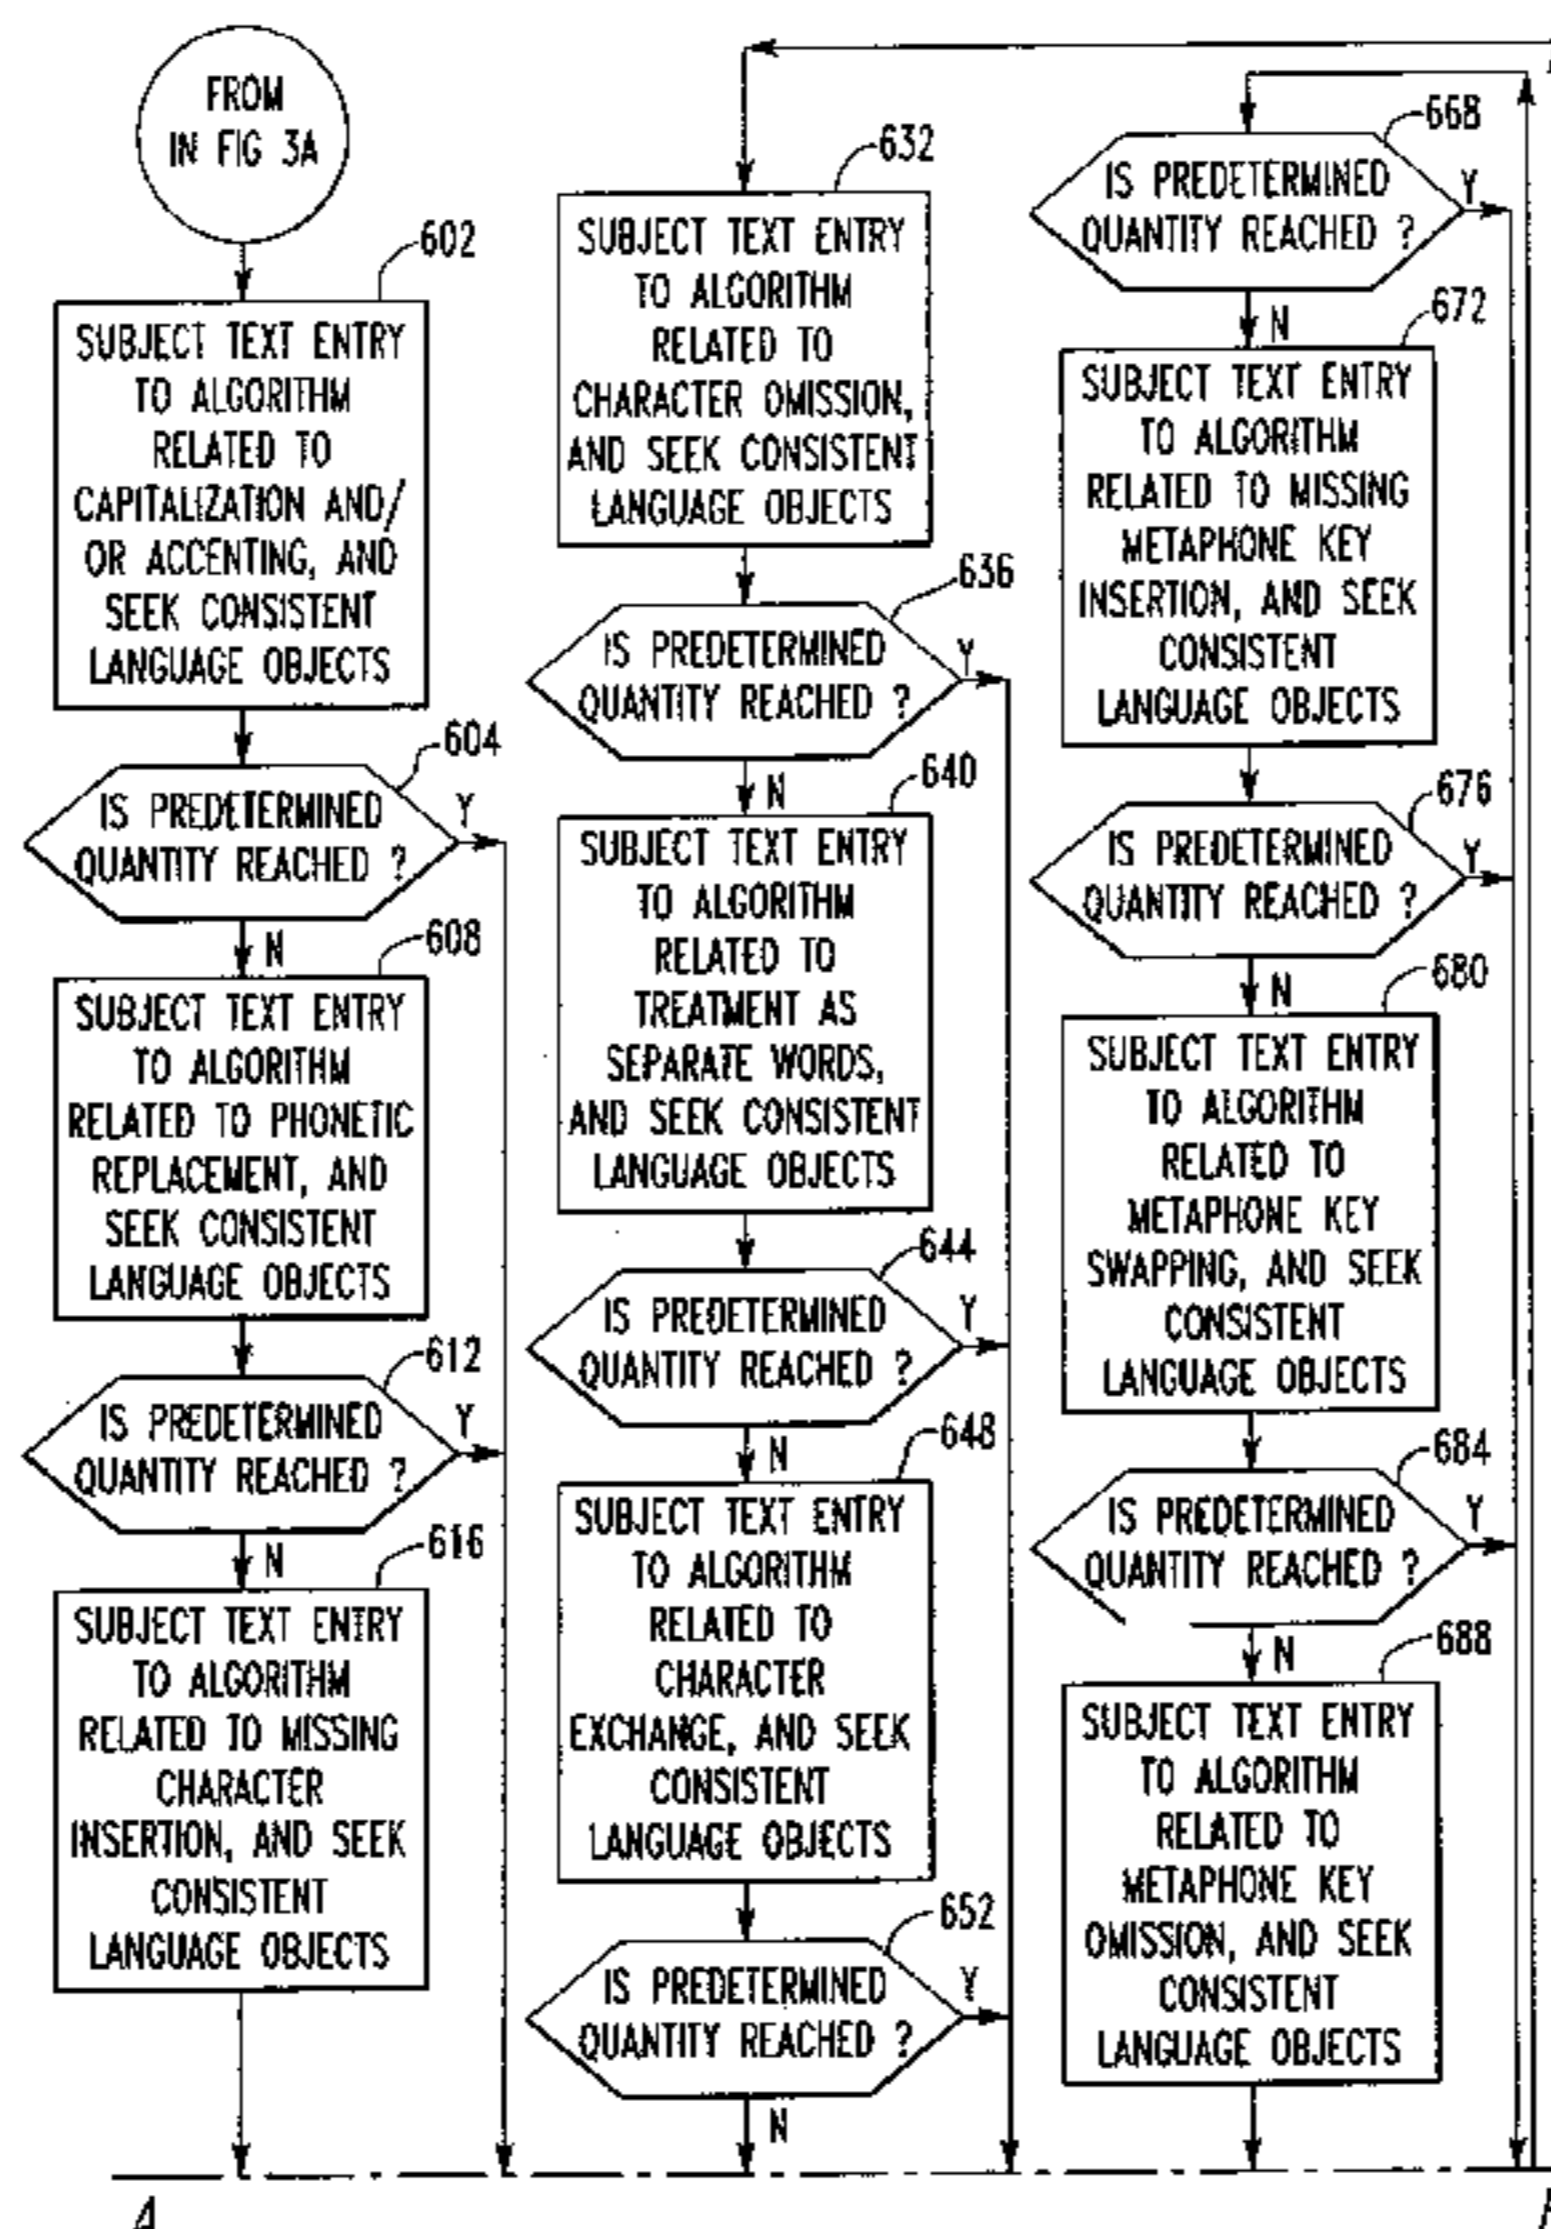 FROM
IN FIG 3A
602
SUBJECT TEXT ENTRY
TO ALGORITHM
RELATED TO
CAPITALIZATION AND/
OR ACCENTING, AND
SEEK CONSISTENT
LANGUAGE OBJECTS
604
IS PREDETERMINED
QUANTITY REACHED ?
Y
N
608
SUBJECT TEXT ENTRY
TO ALGORITHM
RELATED TO PHONETIC
REPLACEMENT, AND
SEEK CONSISTENT
LANGUAGE OBJECTS
612
IS PREDETERMINED
QUANTITY REACHED ?
Y
N
616
SUBJECT TEXT ENTRY
TO ALGORITHM
RELATED TO MISSING
CHARACTER
INSERTION, AND SEEK
CONSISTENT
LANGUAGE OBJECTS
632
SUBJECT TEXT ENTRY
TO ALGORITHM
RELATED TO
CHARACTER OMISSION,
AND SEEK CONSISTENT
LANGUAGE OBJECTS
636
IS PREDETERMINED
QUANTITY REACHED ?
Y
N
640
SUBJECT TEXT ENTRY
TO ALGORITHM
RELATED TO
TREATMENT AS
SEPARATE WORDS,
AND SEEK CONSISTENT
LANGUAGE OBJECTS
644
IS PREDETERMINED
QUANTITY REACHED ?
Y
N
648
SUBJECT TEXT ENTRY
TO ALGORITHM
RELATED TO
CHARACTER
EXCHANGE, AND SEEK
CONSISTENT
LANGUAGE OBJECTS
652
IS PREDETERMINED
QUANTITY REACHED ?
Y
N
668
IS PREDETERMINED
QUANTITY REACHED ?
Y
N
672
SUBJECT TEXT ENTRY
TO ALGORITHM
RELATED TO MISSING
METAPHONE KEY
INSERTION, AND SEEK
CONSISTENT
LANGUAGE OBJECTS
676
IS PREDETERMINED
QUANTITY REACHED ?
Y
N
680
SUBJECT TEXT ENTRY
TO ALGORITHM
RELATED TO
METAPHONE KEY
SWAPPING, AND SEEK
CONSISTENT
LANGUAGE OBJECTS
684
IS PREDETERMINED
QUANTITY REACHED ?
Y
N
688
SUBJECT TEXT ENTRY
TO ALGORITHM
RELATED TO
METAPHONE KEY
OMISSION, AND SEEK
CONSISTENT
LANGUAGE OBJECTS
A